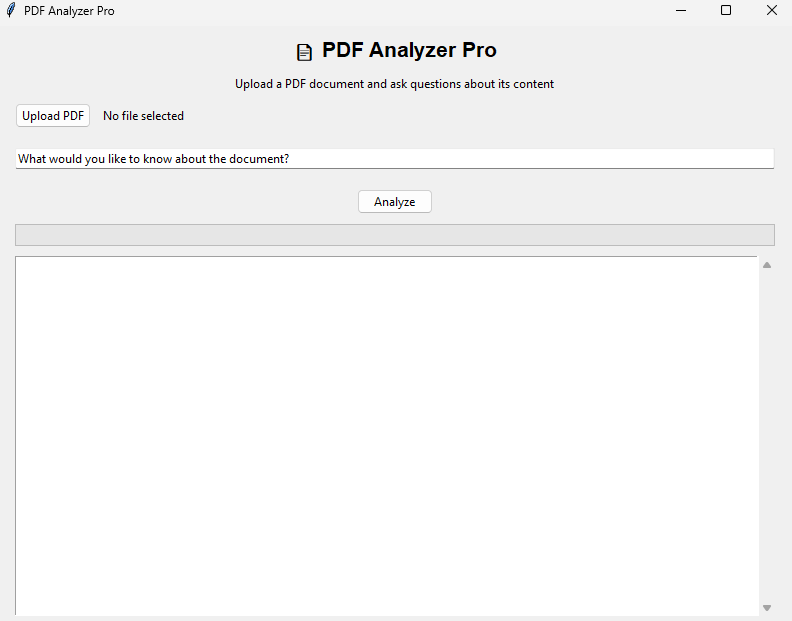 PDF Analyzer Pro
PDF Analyzer Pro
Upload a PDF document and ask questions about its content
Upload PDF No file selected
What would you like to know about the document?
Analyze